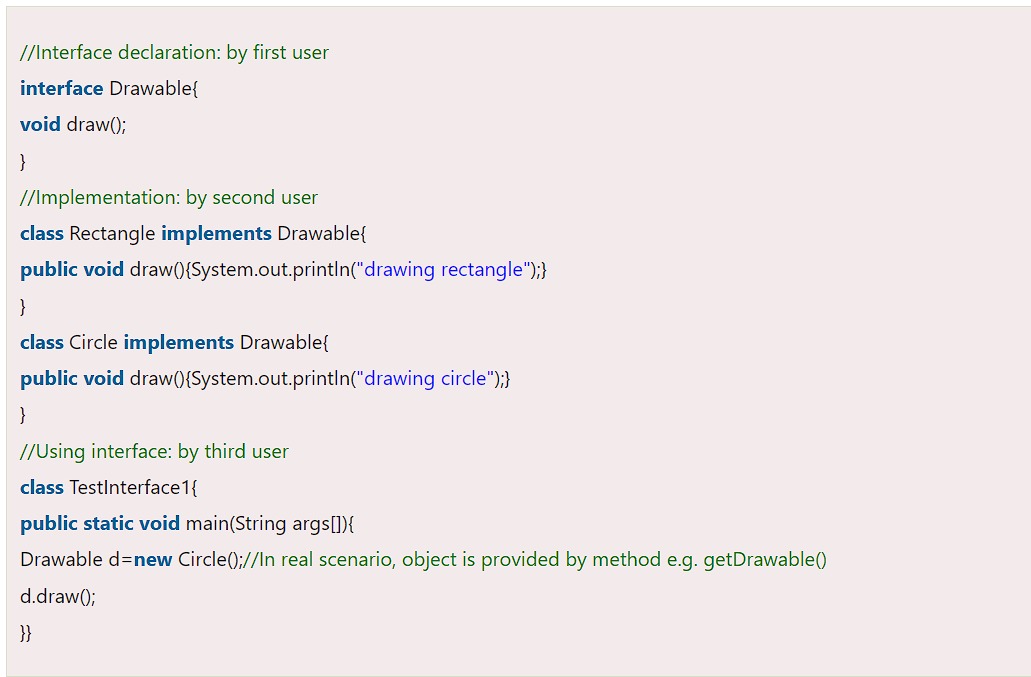 //Interface declaration: by first user
interface Drawable{
void draw();
}
//Implementation: by second user
class Rectangle implements Drawable{
public void draw(){System.out.println("drawing rectangle");}
}
class Circle implements Drawable{
public void draw(){System.out.println("drawing circle");}
}
//Using interface: by third user
class TestInterface1{
public static void main(String args[]){
Drawable d=new Circle();//In real scenario, object is provided by method e.g. getDrawable()
d.draw();
}}